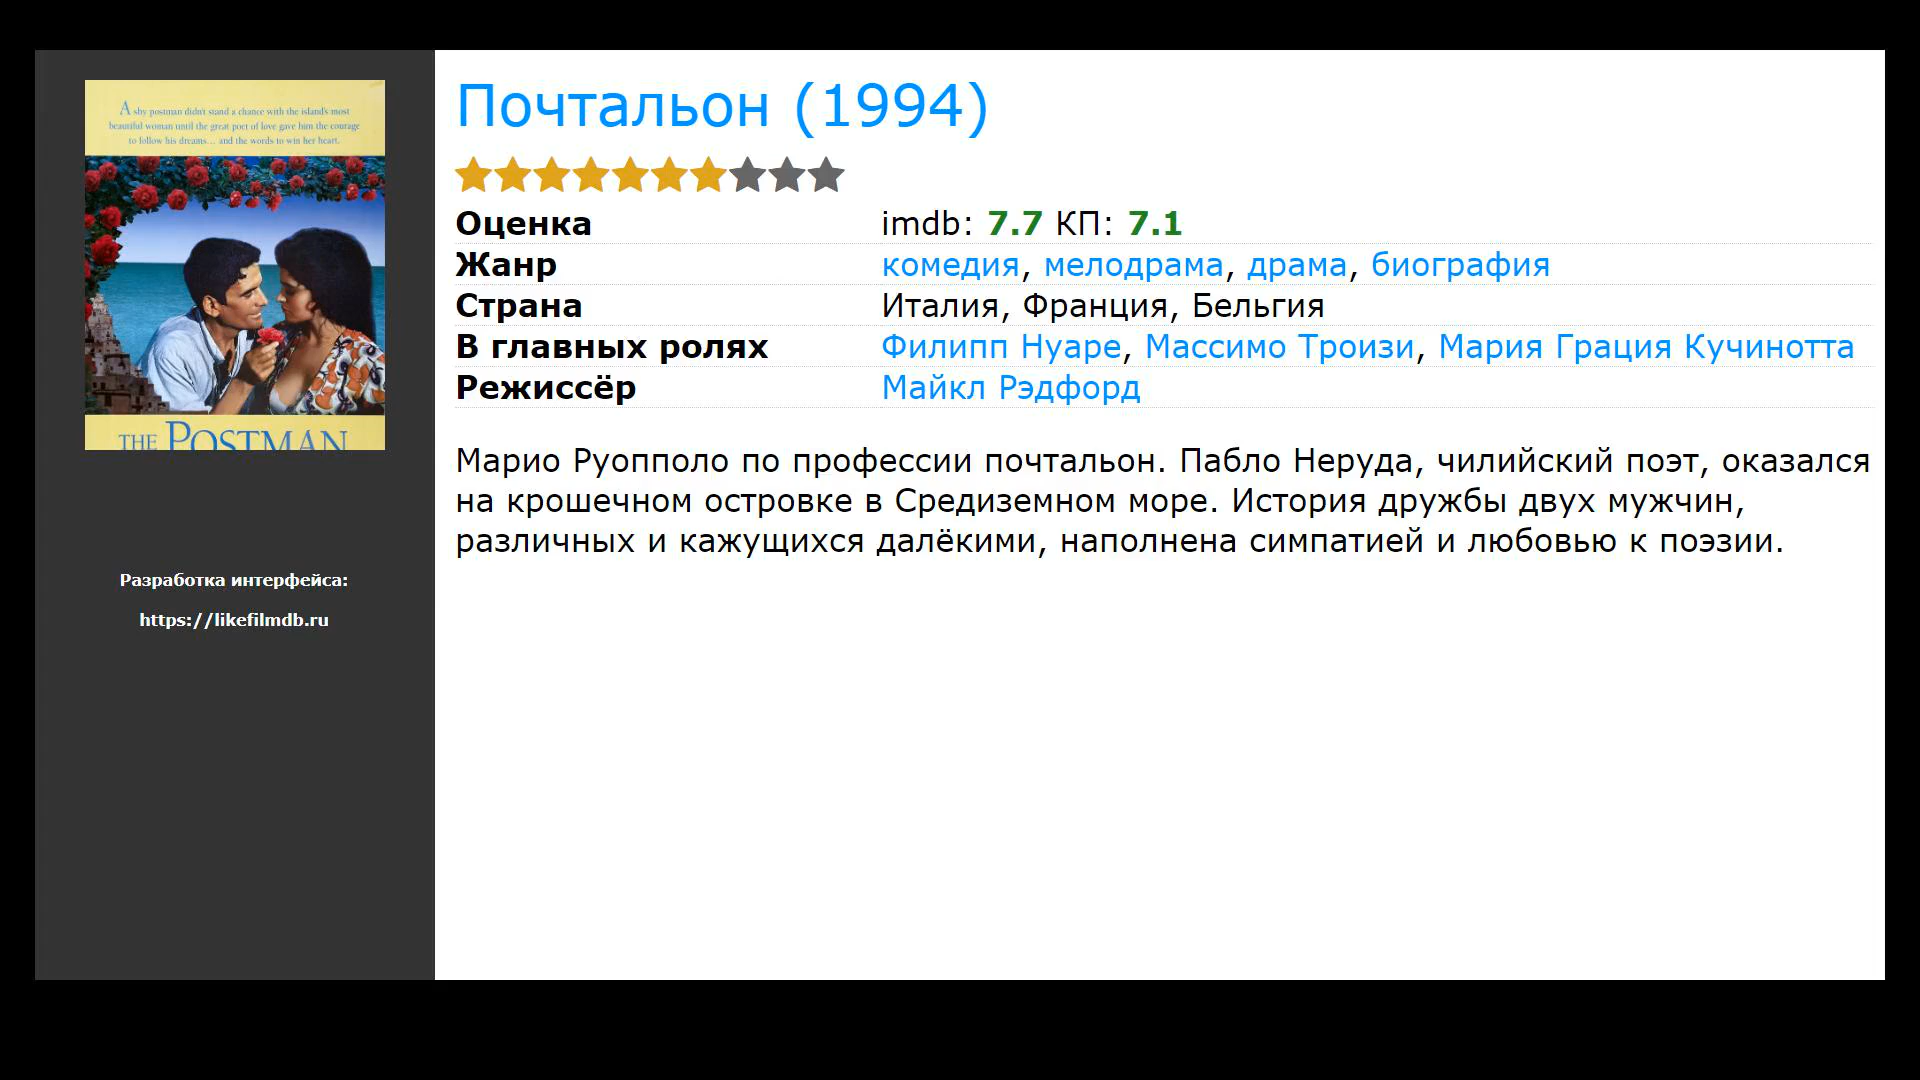 A shy postman didn't stand a chance with the island's most
beautiful woman until the great poet of love gave him the courage
to follow his dreams... and the words to win her heart.
THE POSTMAN
Разработка интерфейса:
https://likefilmdb.ru
Почтальон (1994)
Оценка imdb: 7.7 КП: 7.1
Жанр комедия, мелодрама, драма, биография
Страна Италия, Франция, Бельгия
В главных ролях Филипп Нуаре, Массимо Троизи, Мария Грация Кучинотта
Режиссёр Майкл Рэдфорд
Марио Руопполо по профессии почтальон. Пабло Неруда, чилийский поэт, оказался
на крошечном островке в Средиземном море. История дружбы двух мужчин,
различных и кажущихся далёкими, наполнена симпатией и любовью к поэзии.